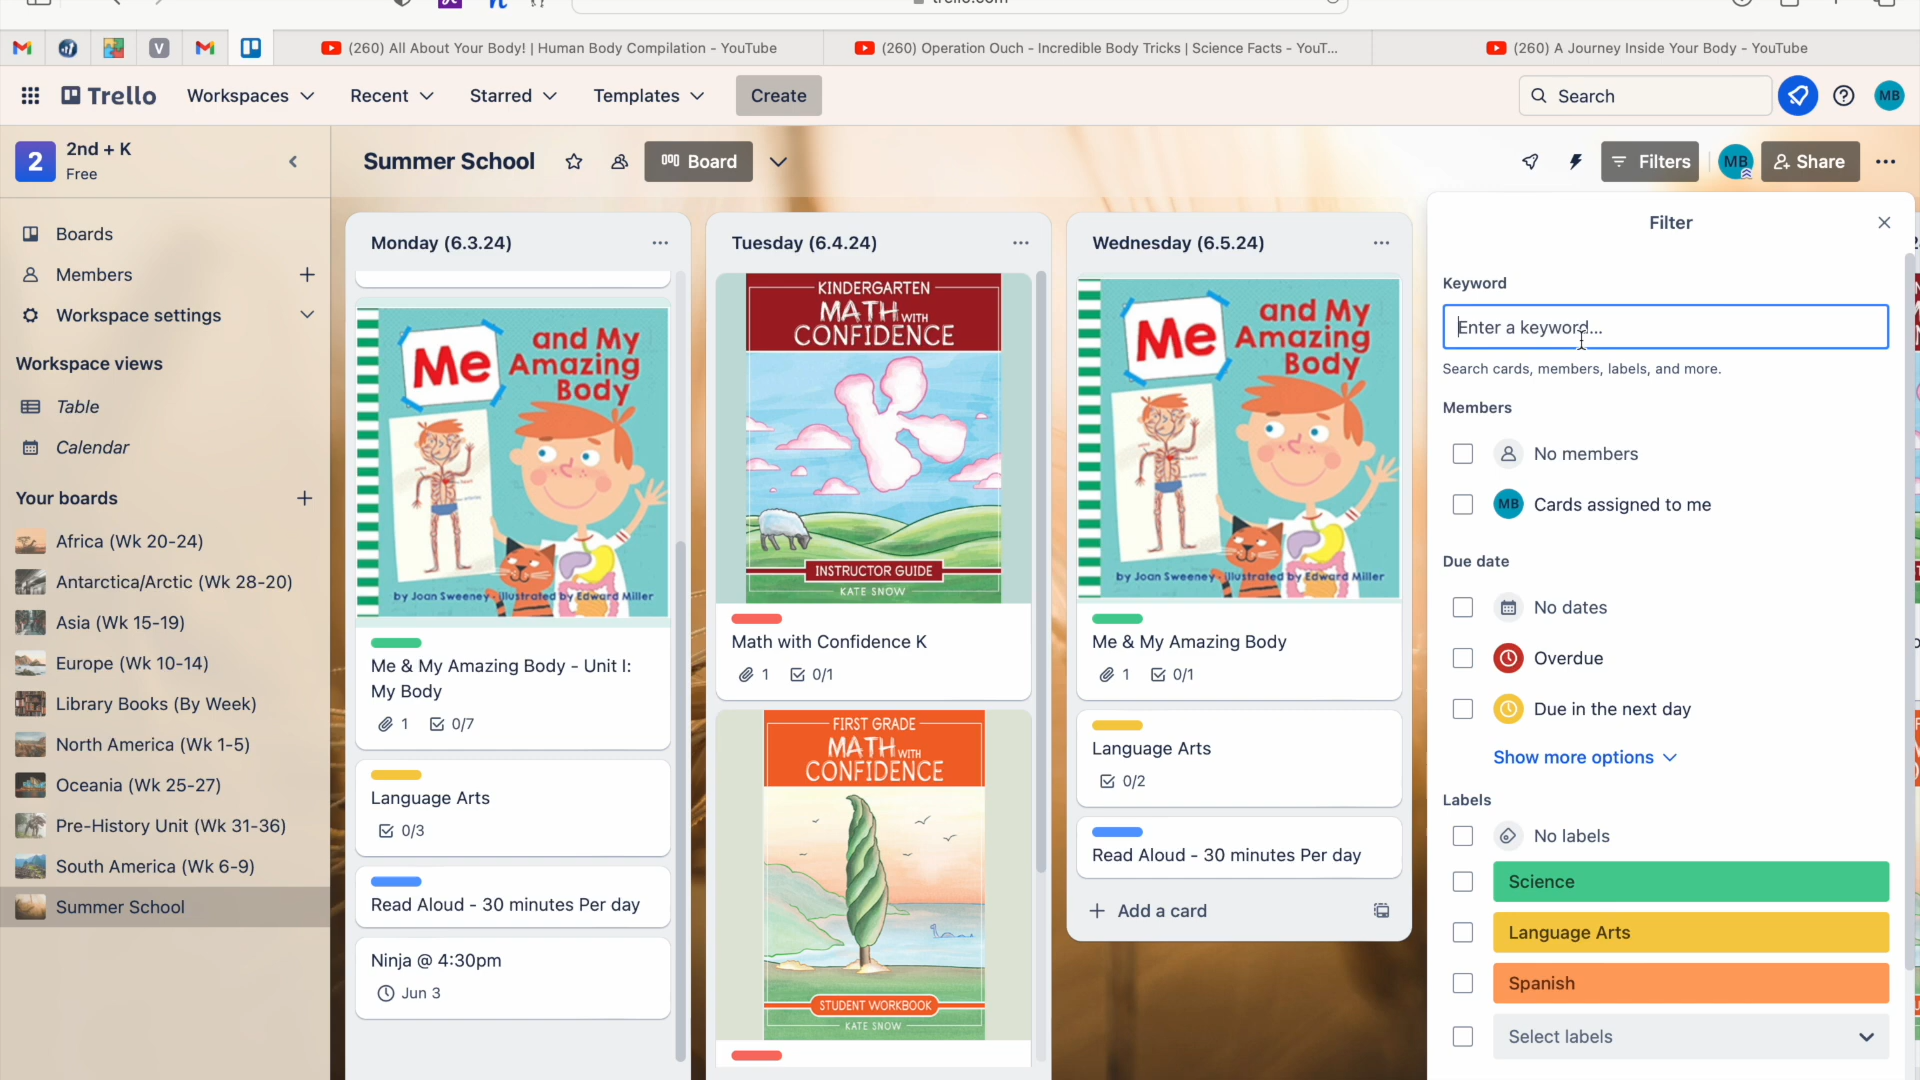 trello.com
(260) All About Your Body! | Human Body Compilation - YouTube
(260) Operation Ouch - Incredible Body Tricks | Science Facts - YouT...
(260) A Journey Inside Your Body - YouTube
Trello
Workspaces
Recent
Starred
Templates
Create
Search
MB
2
2nd + K
Free
Summer School
Board
Filters
MB
Share
Boards
Members
Workspace settings
Workspace views
Table
Calendar
Your boards
Africa (Wk 20-24)
Antarctica/Arctic (Wk 28-20)
Asia (Wk 15-19)
Europe (Wk 10-14)
Library Books (By Week)
North America (Wk 1-5)
Oceania (Wk 25-27)
Pre-History Unit (Wk 31-36)
South America (Wk 6-9)
Summer School
Monday (6.3.24)
Me and My
Amazing
Body
by Joan Sweeney · illustrated by Edward Miller
Me & My Amazing Body - Unit I:
My Body
1 0/7
Language Arts
0/3
Read Aloud - 30 minutes Per day
Ninja @ 4:30pm
Jun 3
Tuesday (6.4.24)
KINDERGARTEN
MATH WITH
CONFIDENCE
INSTRUCTOR GUIDE
KATE SNOW
Math with Confidence K
1 0/1
FIRST GRADE
MATH WITH
CONFIDENCE
STUDENT WORKBOOK
KATE SNOW
Wednesday (6.5.24)
Me and My
Amazing
Body
by Joan Sweeney · illustrated by Edward Miller
Me & My Amazing Body
1 0/1
Language Arts
0/2
Read Aloud - 30 minutes Per day
Add a card
Filter
Keyword
Enter a keyword...
Search cards, members, labels, and more.
Members
No members
MB Cards assigned to me
Due date
No dates
Overdue
Due in the next day
Show more options
Labels
No labels
Science
Language Arts
Spanish
Select labels